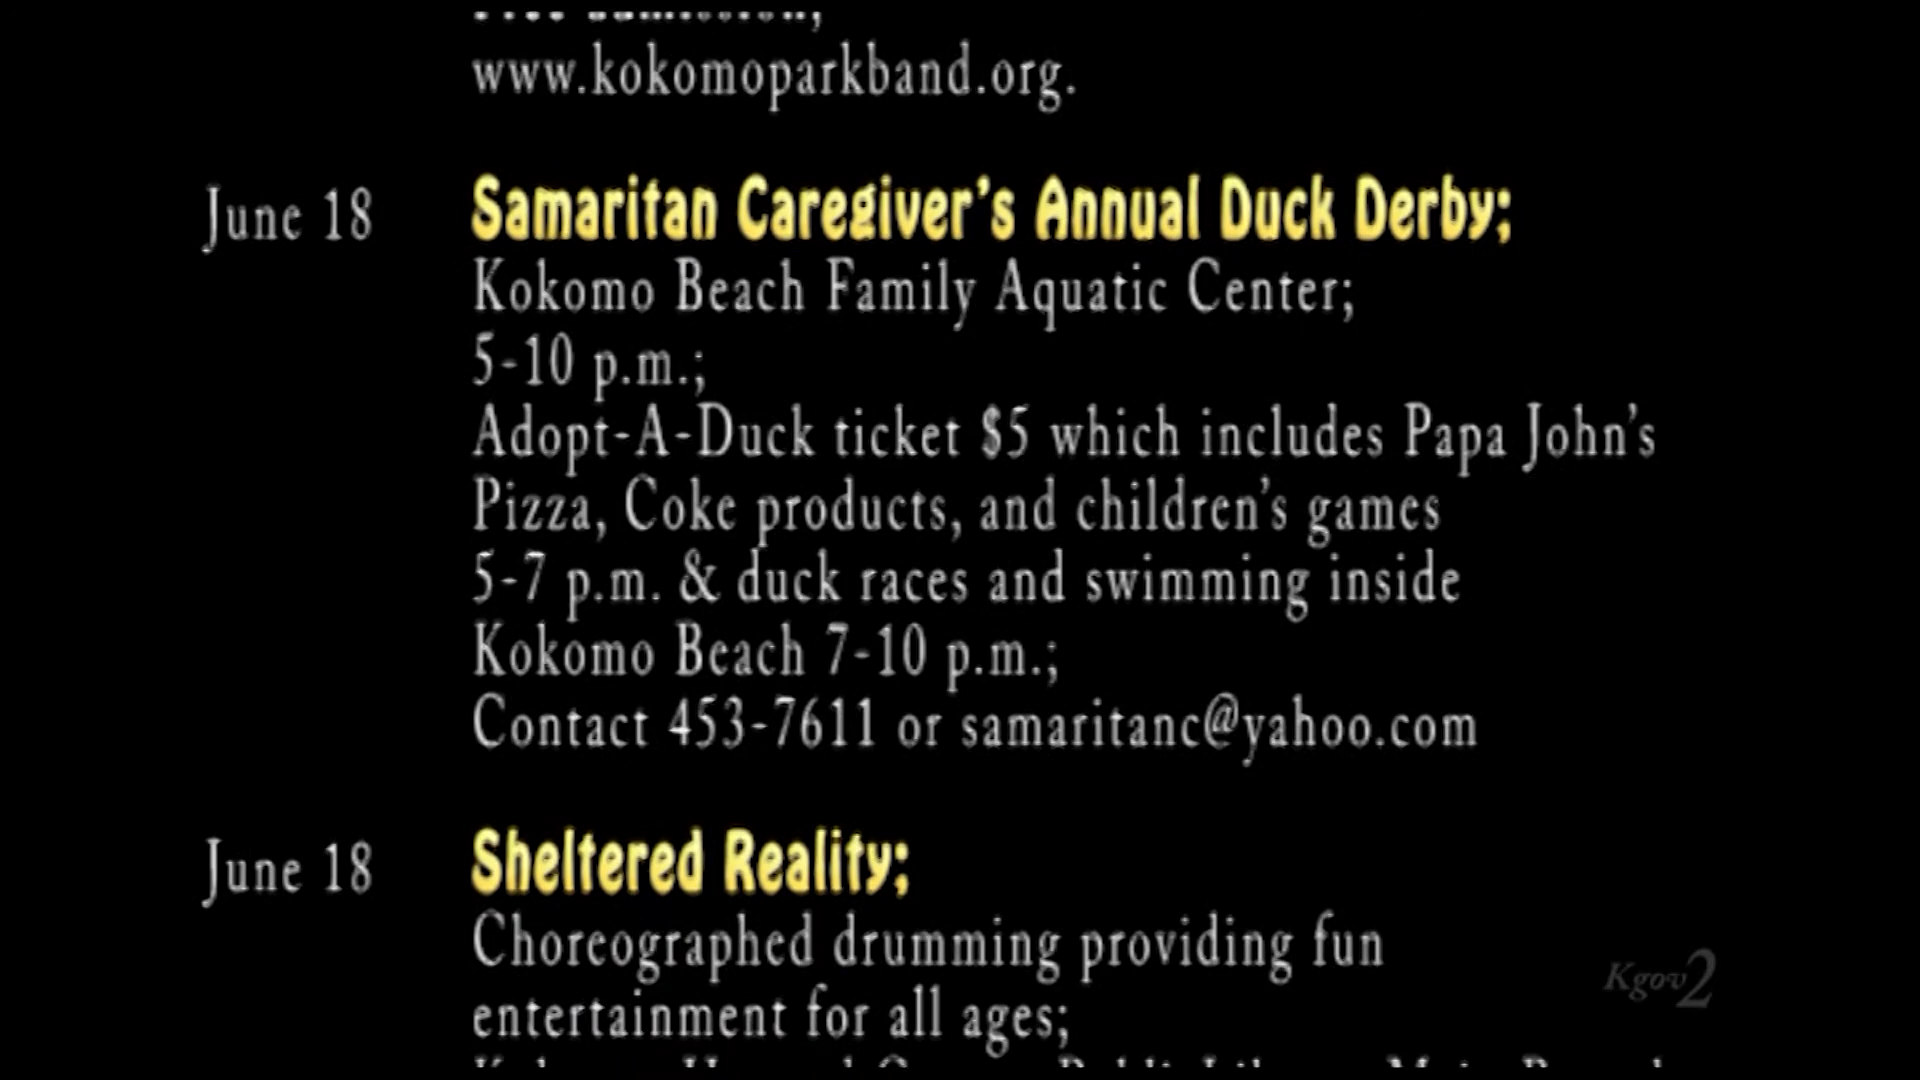 www.kokomoparkband.org.
June 18 Samaritan Caregiver's Annual Duck Derby;
Kokomo Beach Family Aquatic Center;
5-10 p.m.;
Adopt-A-Duck ticket $5 which includes Papa John's
Pizza, Coke products, and children's games
5-7 p.m. & duck races and swimming inside
Kokomo Beach 7-10 p.m.;
Contact 453-7611 or samaritanc@yahoo.com
June 18 Sheltered Reality;
Choreographed drumming providing fun
entertainment for all ages;
Kgov2